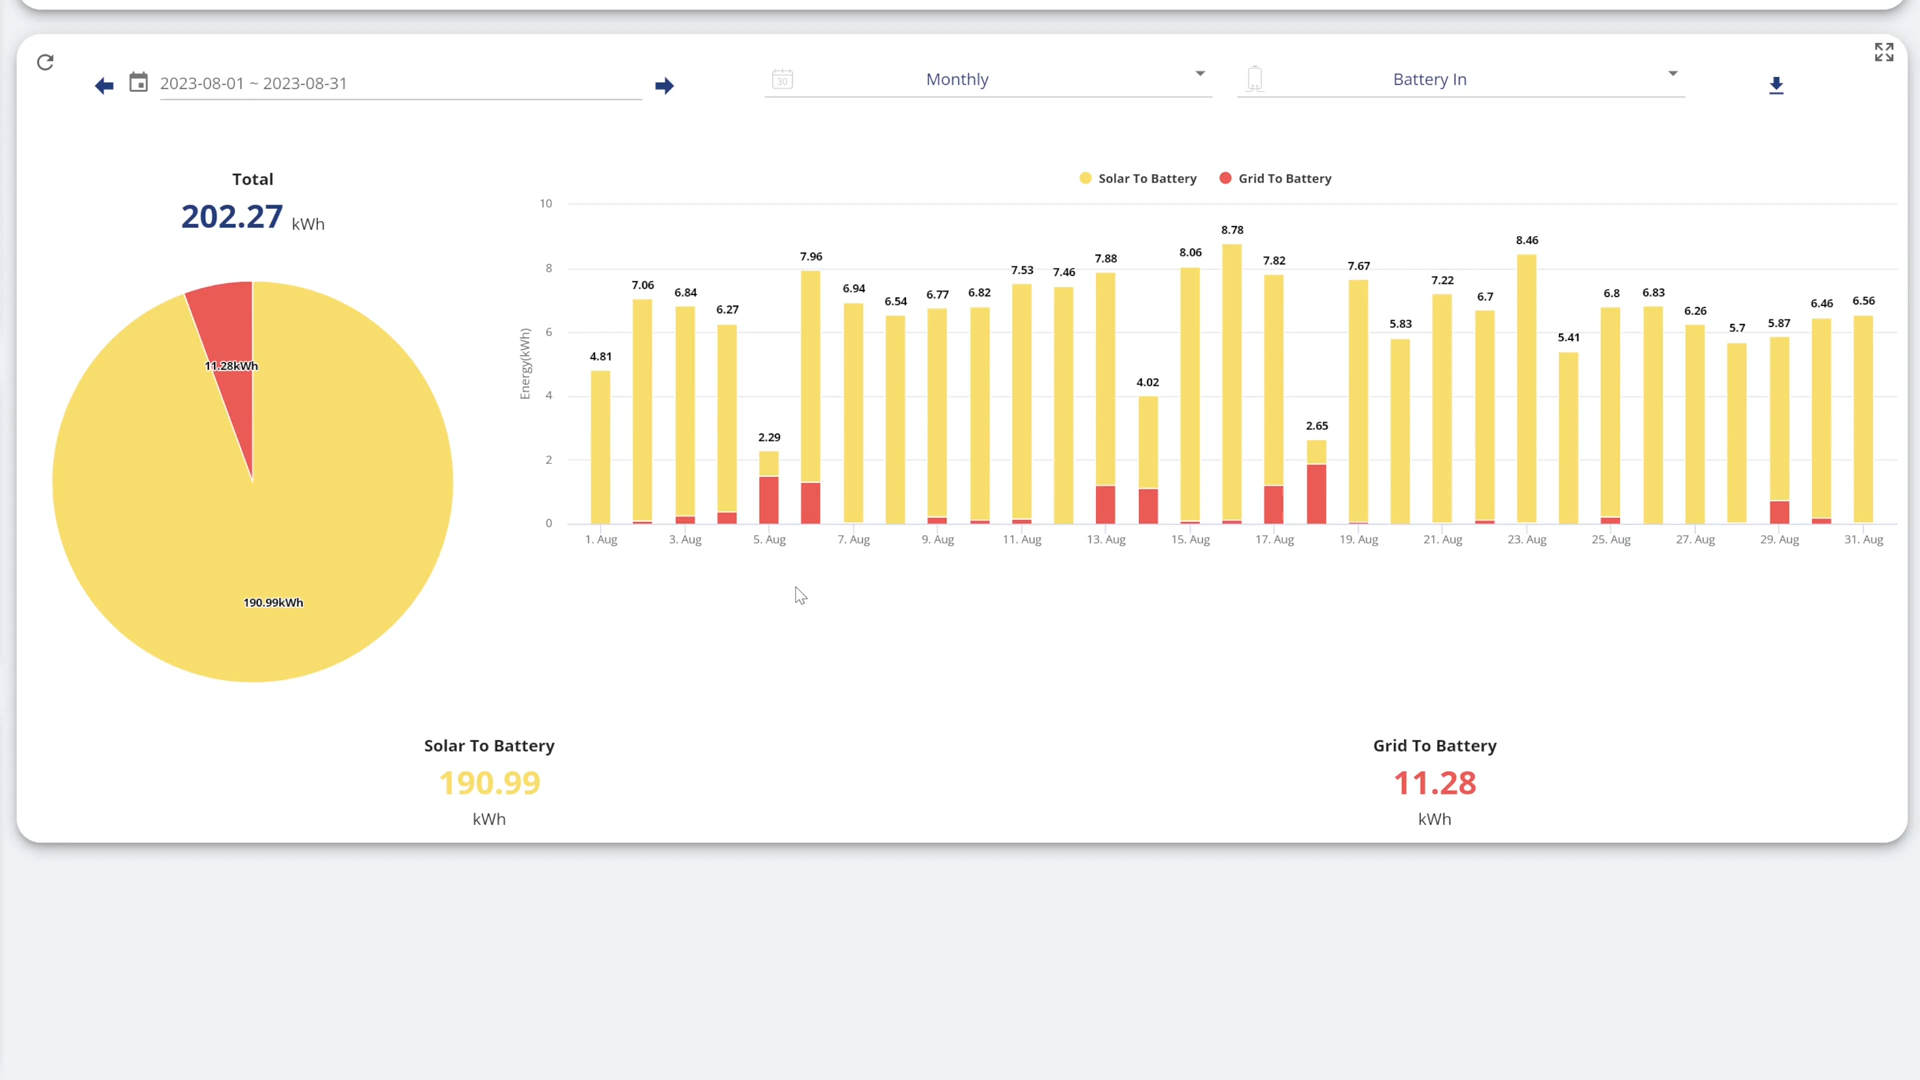 2023-08-01 ~ 2023-08-31
30
Monthly
Battery In
Total
202.27 kWh
11.28kWh
190.99kWh
Solar To Battery
Grid To Battery
Energy(kWh)
10
8
6
4
2
0
4.81
7.06
6.84
6.27
2.29
7.96
6.94
6.54
6.77
6.82
7.53
7.46
7.88
4.02
8.06
8.78
7.82
2.65
7.67
5.83
7.22
6.7
8.46
5.41
6.8
6.83
6.26
5.7
5.87
6.46
6.56
1. Aug
3. Aug
5. Aug
7. Aug
9. Aug
11. Aug
13. Aug
15. Aug
17. Aug
19. Aug
21. Aug
23. Aug
25. Aug
27. Aug
29. Aug
31. Aug
Solar To Battery
190.99
kWh
Grid To Battery
11.28
kWh